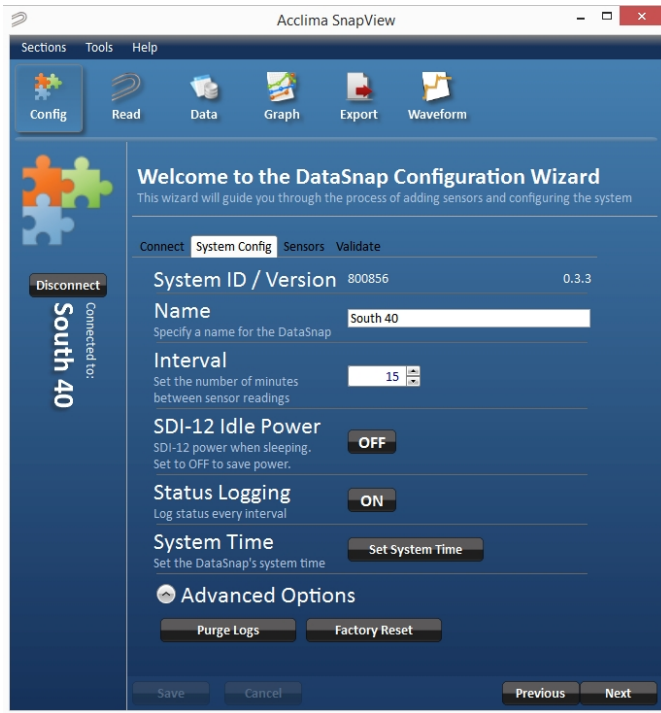 Acclima SnapView
Sections Tools Help
Config Read Data Graph Export Waveform
Welcome to the DataSnap Configuration Wizard
This wizard will guide you through the process of adding sensors and configuring the system
Connect System Config Sensors Validate
Disconnect
Connected to:
South 40
System ID / Version 800856 0.3.3
Name South 40
Specify a name for the DataSnap
Interval
Set the number of minutes 15
between sensor readings
SDI-12 Idle Power
SDI-12 power when sleeping. OFF
Set to OFF to save power.
Status Logging ON
Log status every interval
System Time Set System Time
Set the DataSnap's system time
Advanced Options
Purge Logs Factory Reset
Save Cancel Previous Next